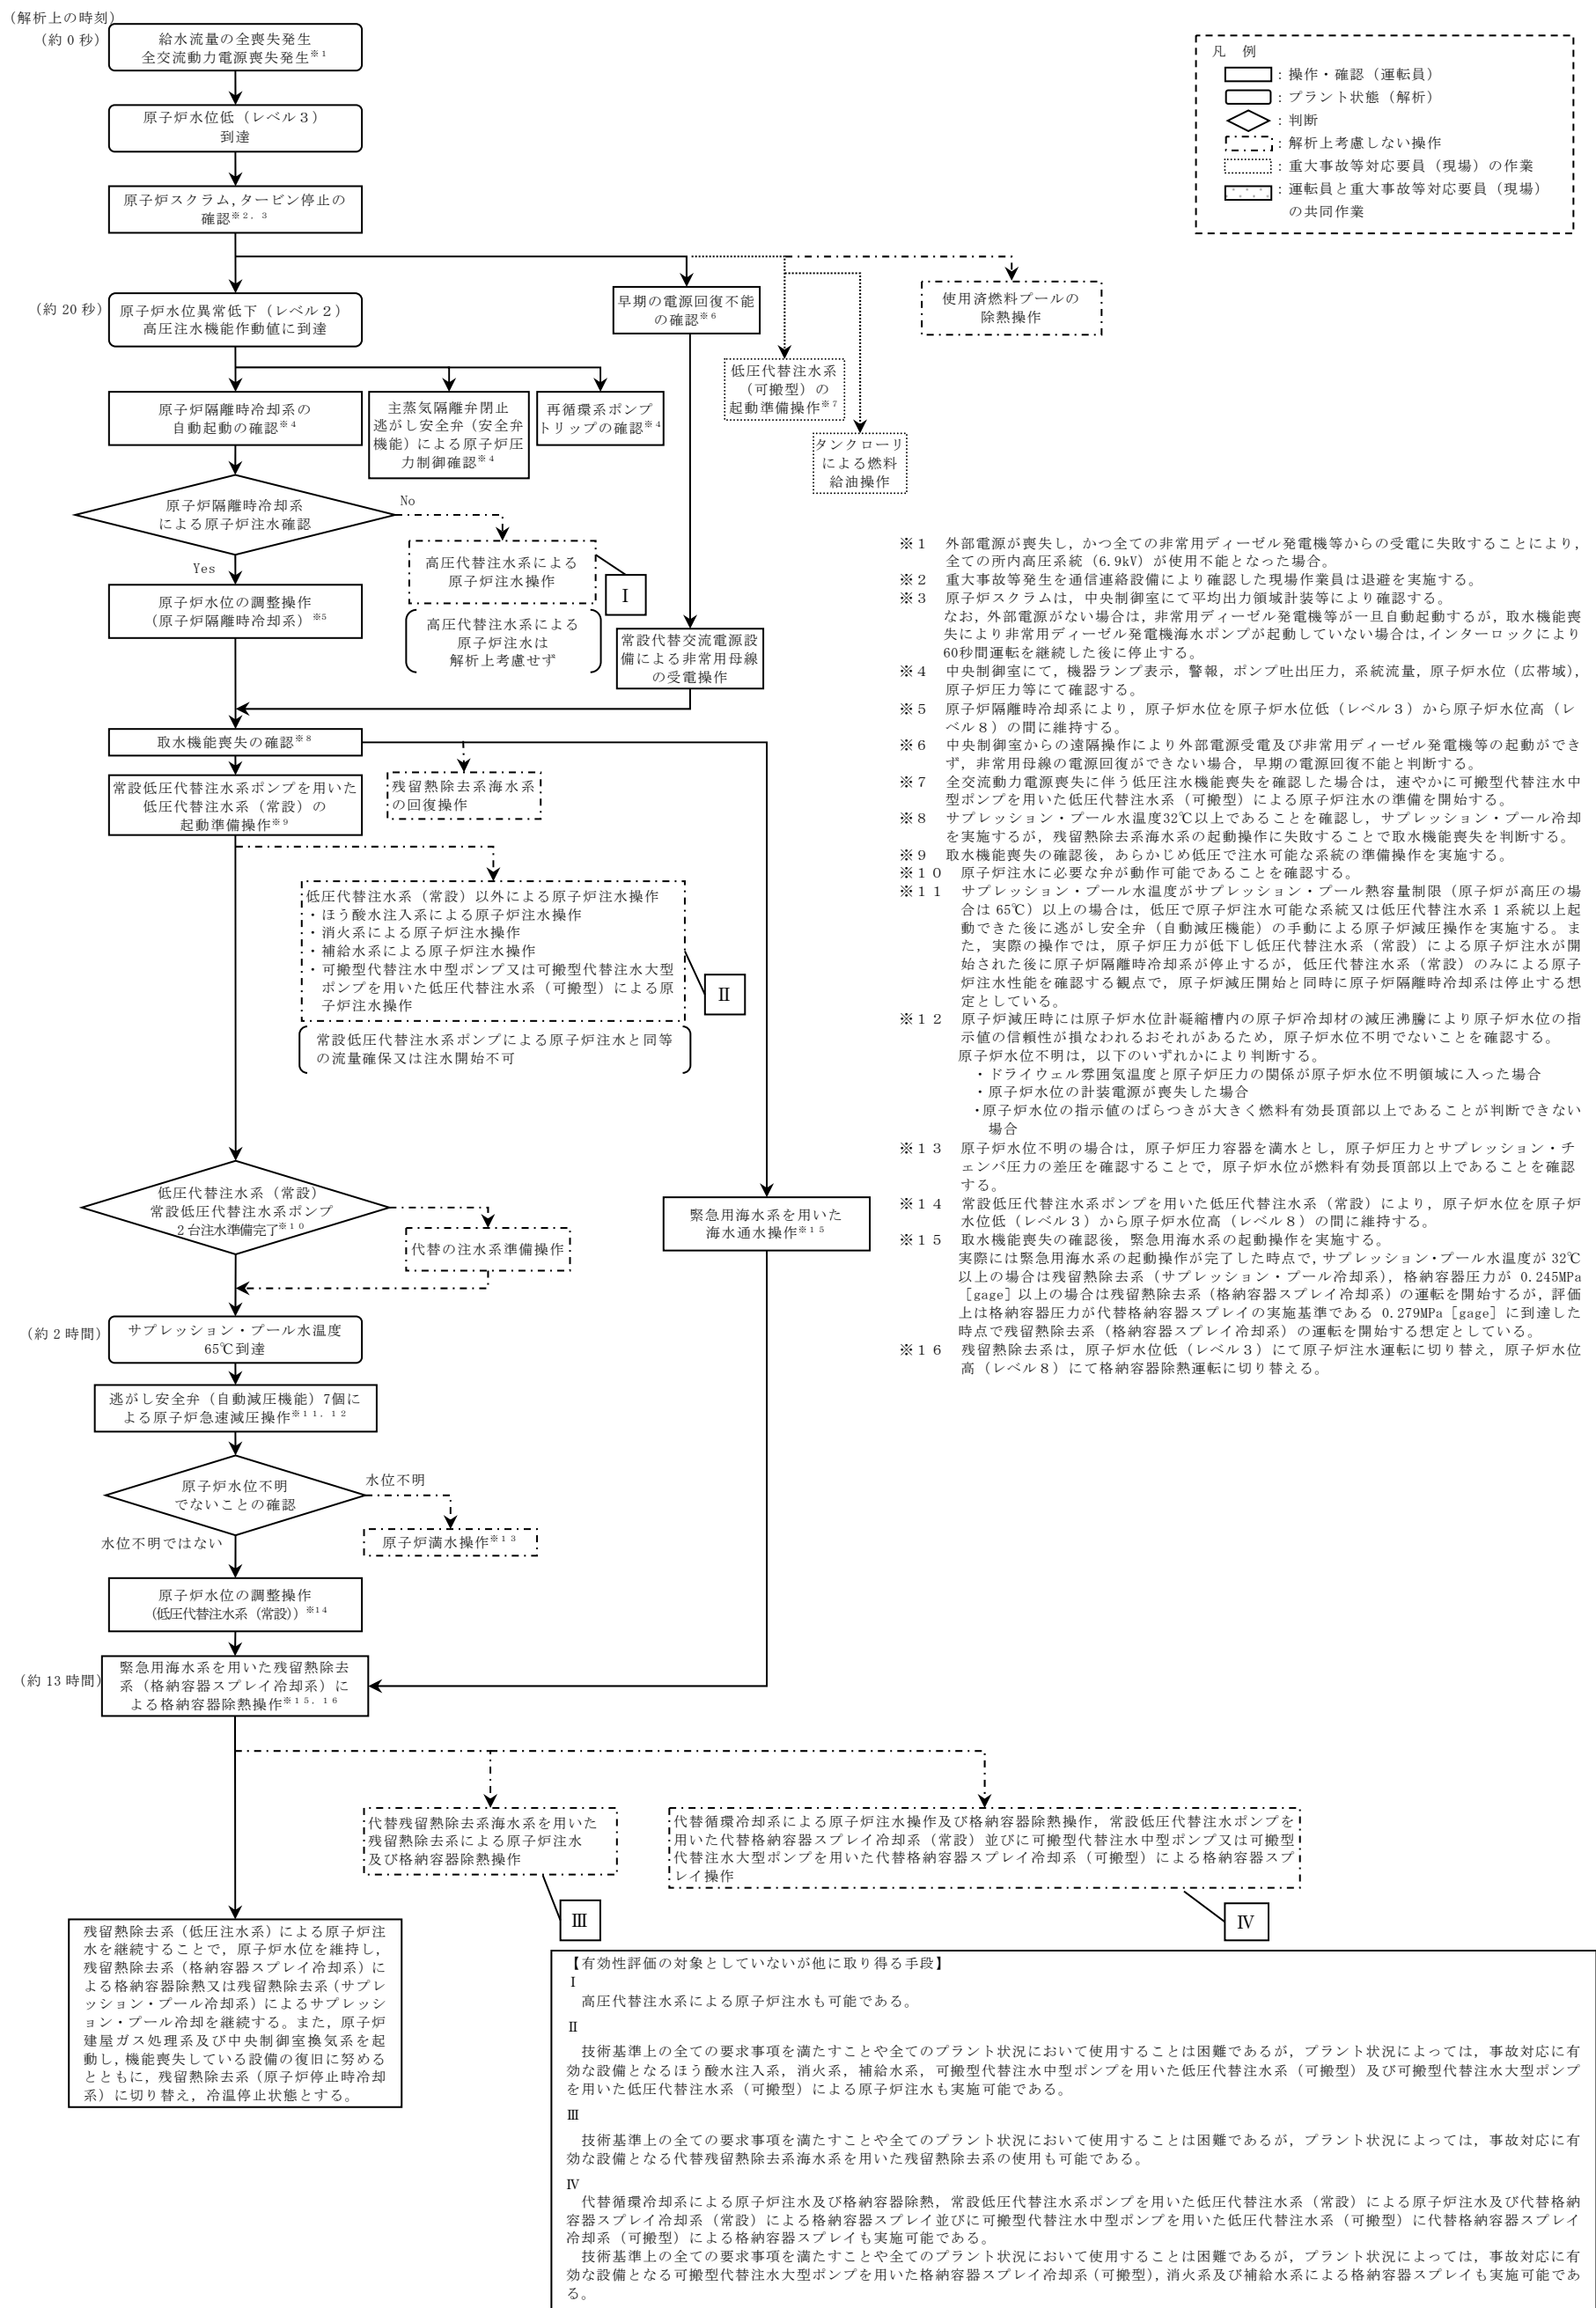 (解析上の時刻)
(約 0 秒)
給水流量の全喪失発生
全交流動力電源喪失発生※1
原子炉水位低（レベル３）
到達
原子炉スクラム,タービン停止の
確認※2，3
(約 20 秒)
原子炉水位異常低下（レベル２）
高圧注水機能作動値に到達
早期の電源回復不能
の確認※6
使用済燃料プールの
除熱操作
低圧代替注水系
（可搬型）の
起動準備操作※7
タンクローリ
による燃料
給油操作
原子炉隔離時冷却系の
自動起動の確認※4
主蒸気隔離弁閉止
逃がし安全弁（安全弁
機能）による原子炉圧
力制御確認※4
再循環系ポンプ
トリップの確認※4
原子炉隔離時冷却系
による原子炉注水確認
No
Yes
高圧代替注水系による
原子炉注水操作
Ⅰ
高圧代替注水系による
原子炉注水は
解析上考慮せず
原子炉水位の調整操作
（原子炉隔離時冷却系）※5
常設代替交流電源設
備による非常用母線
の受電操作
取水機能喪失の確認※8
残留熱除去系海水系
の回復操作
常設低圧代替注水系ポンプを用いた
低圧代替注水系（常設）の
起動準備操作※9
低圧代替注水系（常設）以外による原子炉注水操作
・ほう酸水注入系による原子炉注水操作
・消火系による原子炉注水操作
・補給水系による原子炉注水操作
・可搬型代替注水中型ポンプ又は可搬型代替注水大型
ポンプを用いた低圧代替注水系（可搬型）による原
子炉注水操作
Ⅱ
常設低圧代替注水系ポンプによる原子炉注水と同等
の流量確保又は注水開始不可
低圧代替注水系（常設）
常設低圧代替注水系ポンプ
2 台注水準備完了※10
代替の注水系準備操作
緊急用海水系を用いた
海水通水操作※15
(約 2 時間)
サプレッション・プール水温度
65℃到達
逃がし安全弁（自動減圧機能）7個に
よる原子炉急速減圧操作※11，12
原子炉水位不明
でないことの確認
水位不明
水位不明ではない
原子炉満水操作※13
原子炉水位の調整操作
（低圧代替注水系（常設））※14
(約 13 時間)
緊急用海水系を用いた残留熱除去
系（格納容器スプレイ冷却系）に
よる格納容器除熱操作※15，16
代替残留熱除去系海水系を用いた
残留熱除去系による原子炉注水
及び格納容器除熱操作
Ⅲ
代替循環冷却系による原子炉注水操作及び格納容器除熱操作，常設低圧代替注水ポンプを
用いた代替格納容器スプレイ冷却系（常設）並びに可搬型代替注水中型ポンプ又は可搬型
代替注水大型ポンプを用いた代替格納容器スプレイ冷却系（可搬型）による格納容器スプ
レイ操作
Ⅳ
残留熱除去系（低圧注水系）による原子炉注
水を継続することで，原子炉水位を維持し，
残留熱除去系（格納容器スプレイ冷却系）に
よる格納容器除熱又は残留熱除去系（サプレ
ッション・プール冷却系）によるサプレッシ
ョン・プール冷却を継続する。また，原子炉
建屋ガス処理系及び中央制御室換気系を起
動し，機能喪失している設備の復旧に努める
とともに，残留熱除去系（原子炉停止時冷却
系）に切り替え，冷温停止状態とする。
凡　例
：操作・確認（運転員）
：プラント状態（解析）
：判断
：解析上考慮しない操作
：重大事故等対応要員（現場）の作業
：運転員と重大事故等対応要員（現場）
の共同作業
※１　外部電源が喪失し，かつ全ての非常用ディーゼル発電機等からの受電に失敗することにより，
全ての所内高圧系統（6.9kV）が使用不能となった場合。
※２　重大事故等発生を通信連絡設備により確認した現場作業員は退避を実施する。
※３　原子炉スクラムは，中央制御室にて平均出力領域計装等により確認する。
なお，外部電源がない場合は，非常用ディーゼル発電機等が一旦自動起動するが，取水機能喪
失により非常用ディーゼル発電機海水ポンプが起動していない場合は，インターロックにより
60秒間運転を継続した後に停止する。
※４　中央制御室にて，機器ランプ表示，警報，ポンプ吐出圧力，系統流量，原子炉水位（広帯域），
原子炉圧力等にて確認する。
※５　原子炉隔離時冷却系により，原子炉水位を原子炉水位低（レベル３）から原子炉水位高（レ
ベル８）の間に維持する。
※６　中央制御室からの遠隔操作により外部電源受電及び非常用ディーゼル発電機等の起動ができ
ず，非常用母線の電源回復ができない場合，早期の電源回復不能と判断する。
※７　全交流動力電源喪失に伴う低圧注水機能喪失を確認した場合は，速やかに可搬型代替注水中
型ポンプを用いた低圧代替注水系（可搬型）による原子炉注水の準備を開始する。
※８　サプレッション・プール水温度32℃以上であることを確認し，サプレッション・プール冷却
を実施するが，残留熱除去系海水系の起動操作に失敗することで取水機能喪失を判断する。
※９　取水機能喪失の確認後，あらかじめ低圧で注水可能な系統の準備操作を実施する。
※１０　原子炉注水に必要な弁が動作可能であることを確認する。
※１１　サプレッション・プール水温度がサプレッション・プール熱容量制限（原子炉が高圧の場
合は 65℃）以上の場合は，低圧で原子炉注水可能な系統又は低圧代替注水系１系統以上起
動できた後に逃がし安全弁（自動減圧機能）の手動による原子炉減圧操作を実施する。ま
た，実際の操作では，原子炉圧力が低下し低圧代替注水系（常設）による原子炉注水が開
始された後に原子炉隔離時冷却系が停止するが，低圧代替注水系（常設）のみによる原子
炉注水性能を確認する観点で，原子炉減圧開始と同時に原子炉隔離時冷却系は停止する想
定としている。
※１２　原子炉減圧時には原子炉水位計凝縮槽内の原子炉冷却材の減圧沸騰により原子炉水位の指
示値の信頼性が損なわれるおそれがあるため，原子炉水位不明でないことを確認する。
原子炉水位不明は，以下のいずれかにより判断する。
・ドライウェル雰囲気温度と原子炉圧力の関係が原子炉水位不明領域に入った場合
・原子炉水位の計装電源が喪失した場合
・原子炉水位の指示値のばらつきが大きく燃料有効長頂部以上であることが判断できない
場合
※１３　原子炉水位不明の場合は，原子炉圧力容器を満水とし，原子炉圧力とサプレッション・チ
ェンバ圧力の差圧を確認することで，原子炉水位が燃料有効長頂部以上であることを確認
する。
※１４　常設低圧代替注水系ポンプを用いた低圧代替注水系（常設）により，原子炉水位を原子炉
水位低（レベル３）から原子炉水位高（レベル８）の間に維持する。
※１５　取水機能喪失の確認後，緊急用海水系の起動操作を実施する。
実際には緊急用海水系の起動操作が完了した時点で，サプレッション・プール水温度が 32℃
以上の場合は残留熱除去系（サプレッション・プール冷却系），格納容器圧力が 0.245MPa
［gage］以上の場合は残留熱除去系（格納容器スプレイ冷却系）の運転を開始するが，評価
上は格納容器圧力が代替格納容器スプレイの実施基準である 0.279MPa［gage］に到達した
時点で残留熱除去系（格納容器スプレイ冷却系）の運転を開始する想定としている。
※１６　残留熱除去系は，原子炉水位低（レベル３）にて原子炉注水運転に切り替え，原子炉水位
高（レベル８）にて格納容器除熱運転に切り替える。
【有効性評価の対象としていないが他に取り得る手段】
Ⅰ
高圧代替注水系による原子炉注水も可能である。
Ⅱ
技術基準上の全ての要求事項を満たすことや全てのプラント状況において使用することは困難であるが，プラント状況によっては，事故対応に有
効な設備となるほう酸水注入系，消火系，補給水系，可搬型代替注水中型ポンプを用いた低圧代替注水系（可搬型）及び可搬型代替注水大型ポンプ
を用いた低圧代替注水系（可搬型）による原子炉注水も実施可能である。
Ⅲ
技術基準上の全ての要求事項を満たすことや全てのプラント状況において使用することは困難であるが，プラント状況によっては，事故対応に有
効な設備となる代替残留熱除去系海水系を用いた残留熱除去系の使用も可能である。
Ⅳ
代替循環冷却系による原子炉注水及び格納容器除熱，常設低圧代替注水系ポンプを用いた低圧代替注水系（常設）による原子炉注水及び代替格納
容器スプレイ冷却系（常設）による格納容器スプレイ並びに可搬型代替注水中型ポンプを用いた低圧代替注水系（可搬型）に代替格納容器スプレイ
冷却系（可搬型）による格納容器スプレイも実施可能である。
技術基準上の全ての要求事項を満たすことや全てのプラント状況において使用することは困難であるが，プラント状況によっては，事故対応に有
効な設備となる可搬型代替注水大型ポンプを用いた格納容器スプレイ冷却系（可搬型），消火系及び補給水系による格納容器スプレイも実施可能であ
る。